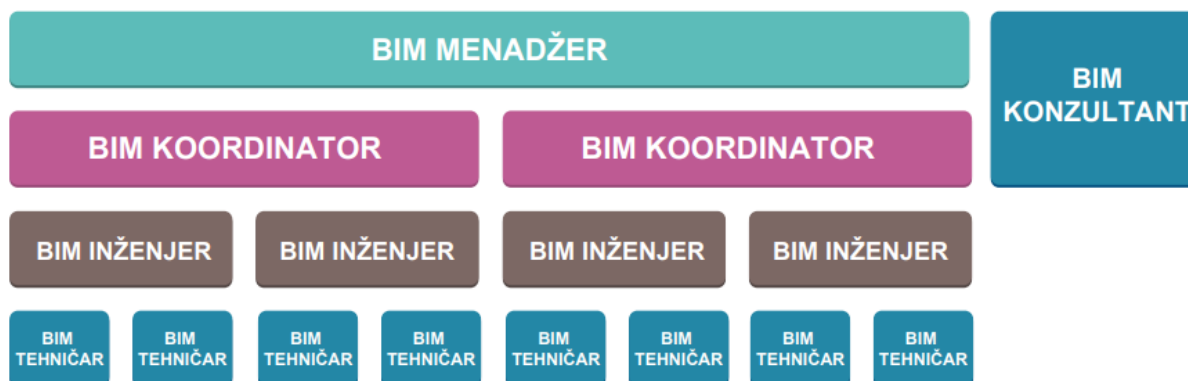 BIM MENADŽER
BIM
KONZULTANT
BIM KOORDINATOR
BIM KOORDINATOR
BIM INŽENJER
BIM INŽENJER
BIM INŽENJER
BIM INŽENJER
BIM
TEHNIČAR
BIM
TEHNIČAR
BIM
TEHNIČAR
BIM
TEHNIČAR
BIM
TEHNIČAR
BIM
TEHNIČAR
BIM
TEHNIČAR
BIM
TEHNIČAR